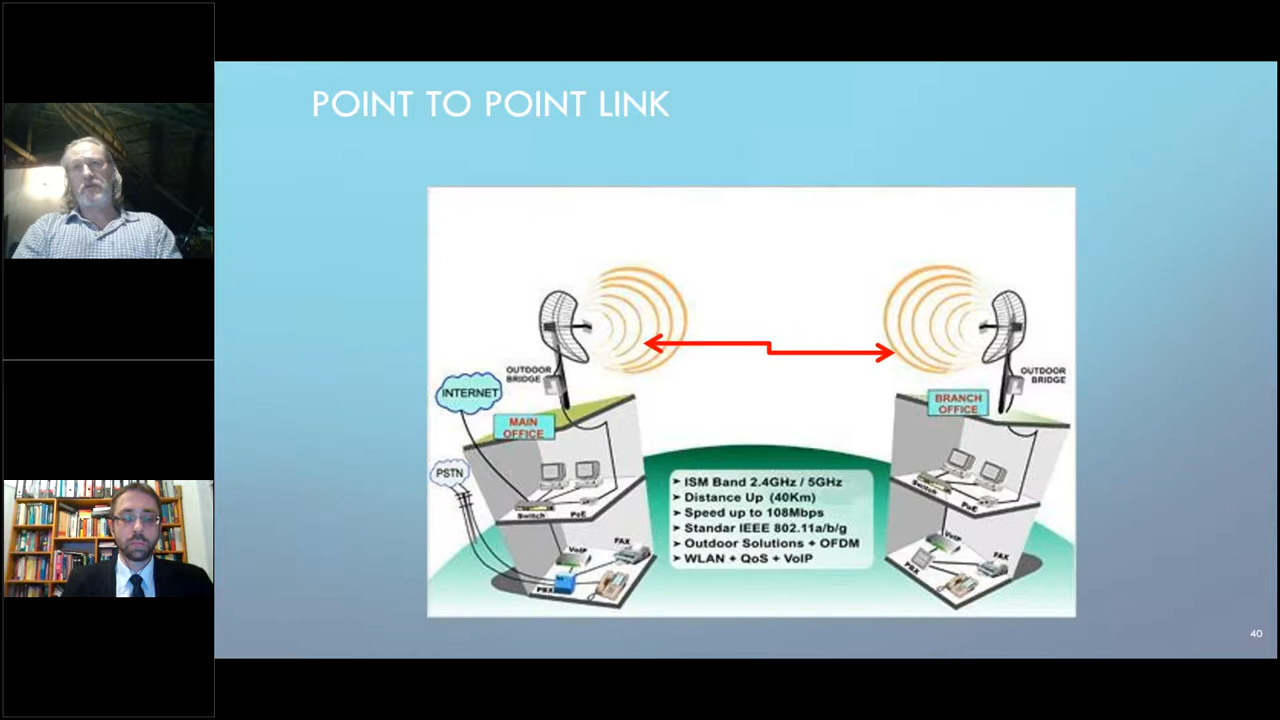 POINT TO POINT LINK
OUTDOOR
BRIDGE
INTERNET
MAIN
OFFICE
PSTN
Switch
PoE
VoIP
FAX
PBX
➤ ISM Band 2.4GHz / 5GHz
➤ Distance Up (40Km)
➤ Speed up to 108Mbps
➤ Standar IEEE 802.11a/b/g
➤ Outdoor Solutions + OFDM
➤ WLAN + QoS + VoIP
OUTDOOR
BRIDGE
BRANCH
OFFICE
Switch
PoE
VoIP
FAX
PBX
40